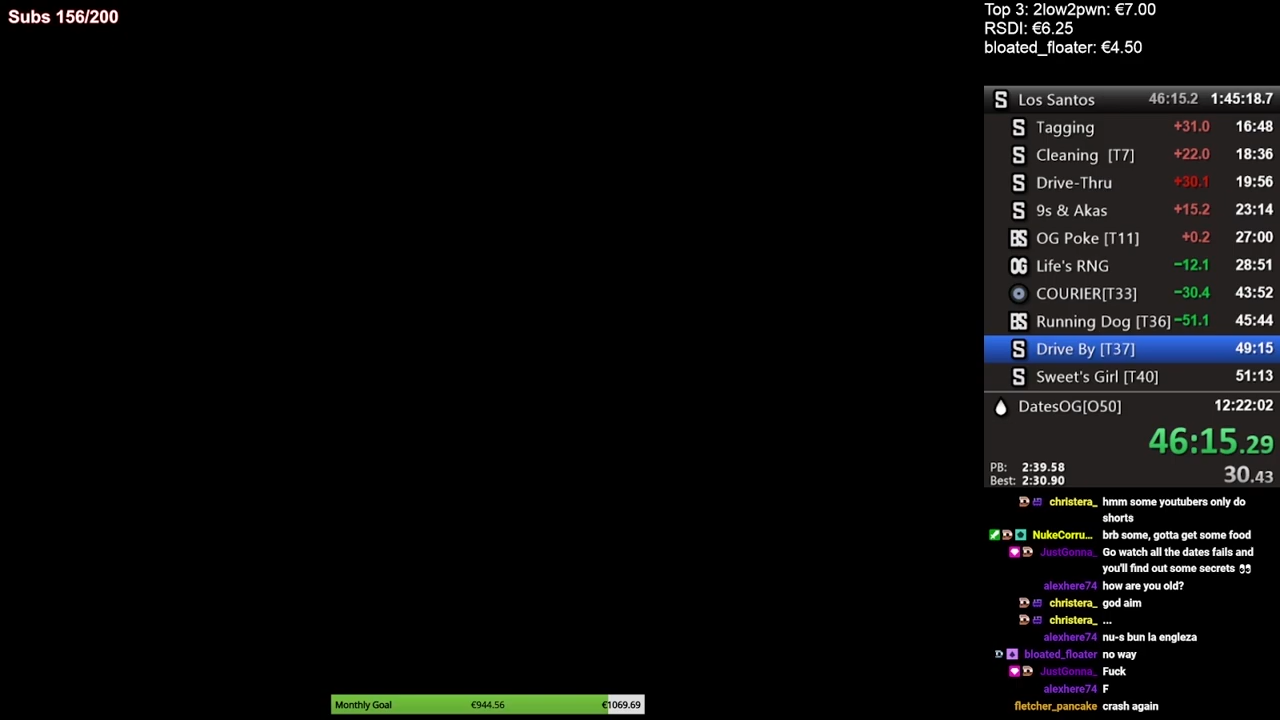 Subs 156/200
Top 3: 2low2pwn: €7.00
RSDI: €6.25
bloated_floater: €4.50
S Los Santos 46:15.2 1:45:18.7
S Tagging +31.0 16:48
S Cleaning [T7] +22.0 18:36
S Drive-Thru +30.1 19:56
S 9s & Akas +15.2 23:14
BS OG Poke [T11] +0.2 27:00
OG Life's RNG −12.1 28:51
COURIER[T33] −30.4 43:52
BS Running Dog [T36] −51.1 45:44
S Drive By [T37] 49:15
S Sweet's Girl [T40] 51:13
DatesOG[O50] 12:22:02
46:15.29
PB: 2:39.58
Best: 2:30.90
30.43
christera_ hmm some youtubers only do
shorts
NukeCorru... brb some, gotta get some food
JustGonna_ Go watch all the dates fails and
you'll find out some secrets 👀
alexhere74 how are you old?
christera_ god aim
christera_ ...
alexhere74 nu-s bun la engleza
bloated_floater no way
JustGonna_ Fuck
alexhere74 F
fletcher_pancake crash again
Monthly Goal €944.56 €1069.69